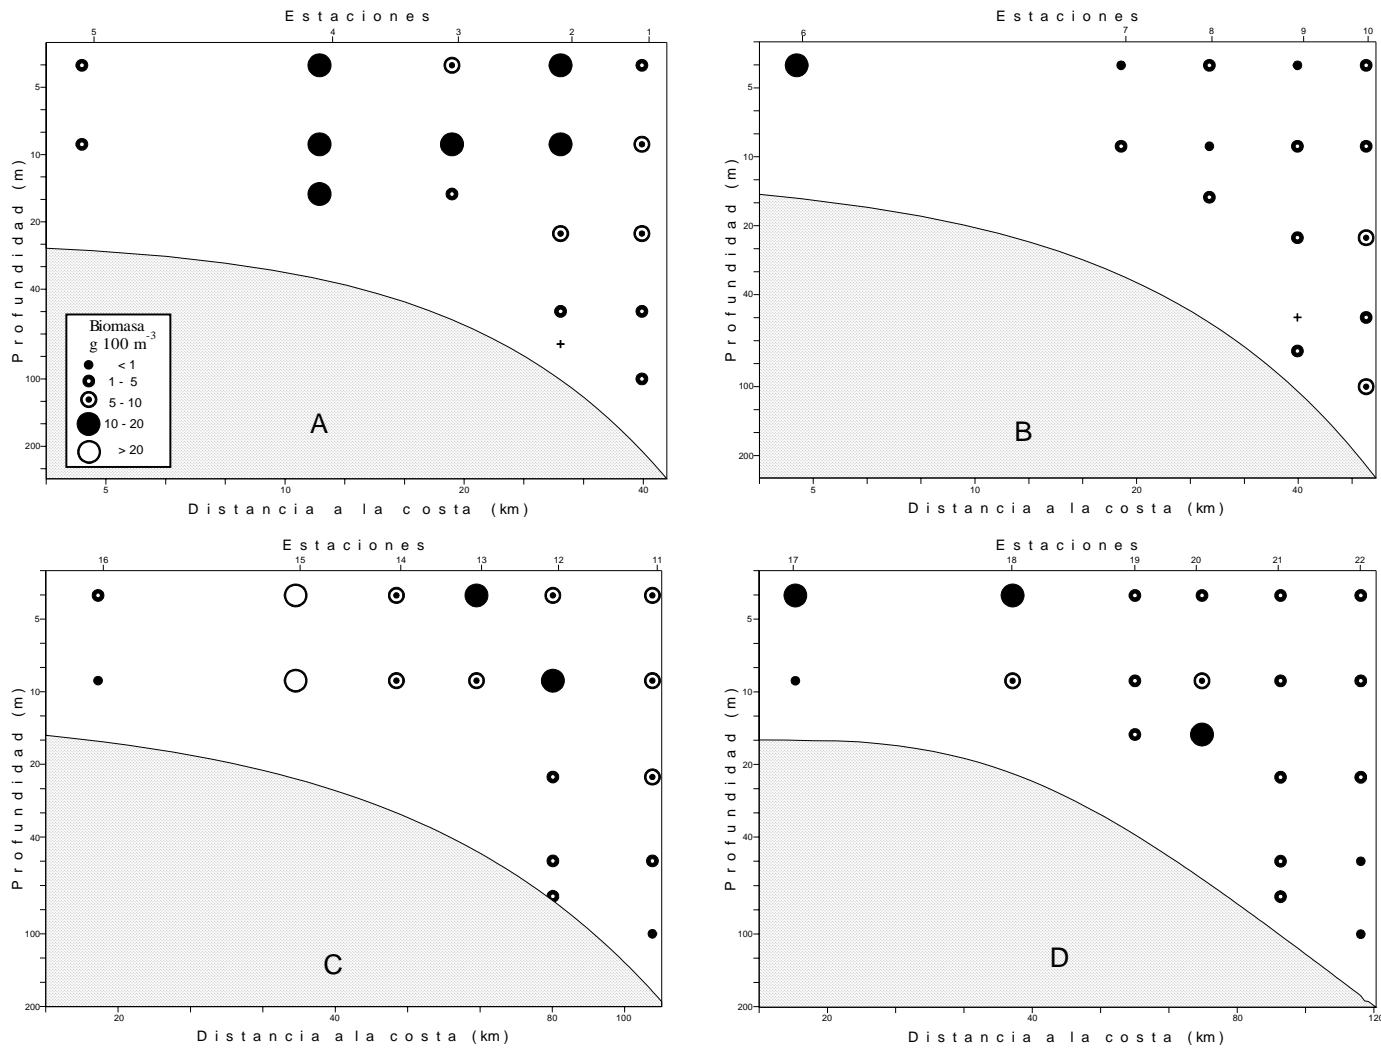 Estaciones
5 4 3 2 1
Profundidad (m)
5
10
20
40
100
200
Biomasa
g 100 m-3
< 1
1 - 5
5 - 10
10 - 20
> 20
A
5 10 20 40
Distancia a la costa (km)
Estaciones
6 7 8 9 10
Profundidad (m)
5
10
20
40
100
200
B
5 10 20 40
Distancia a la costa (km)
Estaciones
16 15 14 13 12 11
Profundidad (m)
5
10
20
40
100
200
C
20 40 80 100
Distancia a la costa (km)
Estaciones
17 18 19 20 21 22
Profundidad (m)
5
10
20
40
100
200
D
20 40 80 120
Distancia a la costa (km)